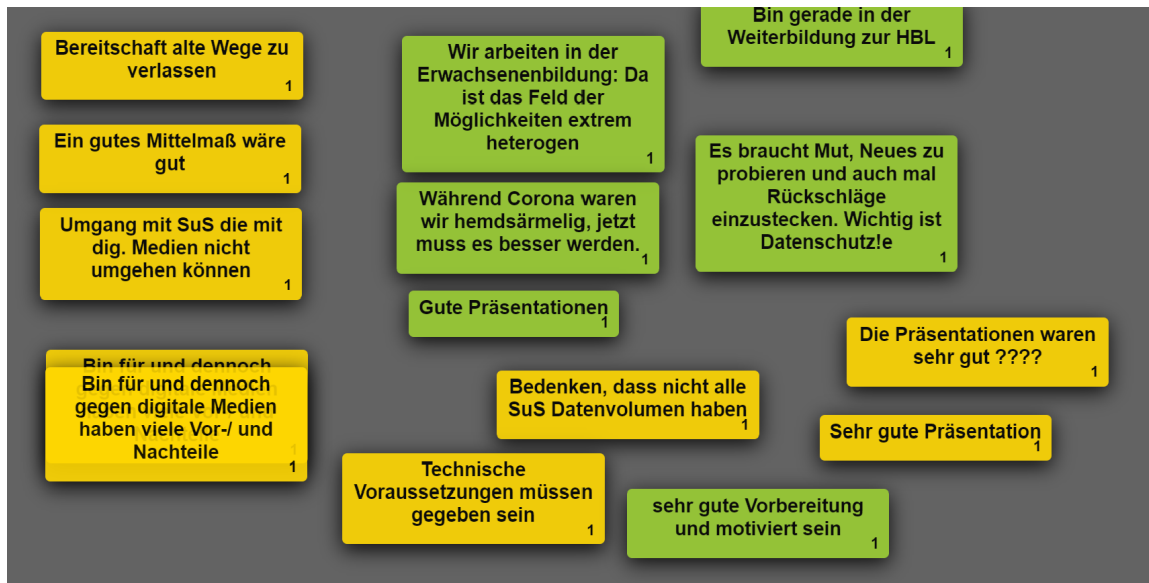 Bereitschaft alte Wege zu
verlassen
1
Ein gutes Mittelmaß wäre
gut
1
Umgang mit SuS die mit
dig. Medien nicht
umgehen können
1
Bin für und dennoch
Bin für und dennoch
gegen digitale Medien
haben viele Vor-/ und
Nachteile
1
Wir arbeiten in der
Erwachsenenbildung: Da
ist das Feld der
Möglichkeiten extrem
heterogen
1
Während Corona waren
wir hemdsärmelig, jetzt
muss es besser werden.
1
Gute Präsentationen
1
Bin gerade in der
Weiterbildung zur HBL
1
Es braucht Mut, Neues zu
probieren und auch mal
Rückschläge
einzustecken. Wichtig ist
Datenschutz!e
1
Die Präsentationen waren
sehr gut ????
1
Bedenken, dass nicht alle
SuS Datenvolumen haben
1
Sehr gute Präsentation
1
Technische
Voraussetzungen müssen
gegeben sein
1
sehr gute Vorbereitung
und motiviert sein
1